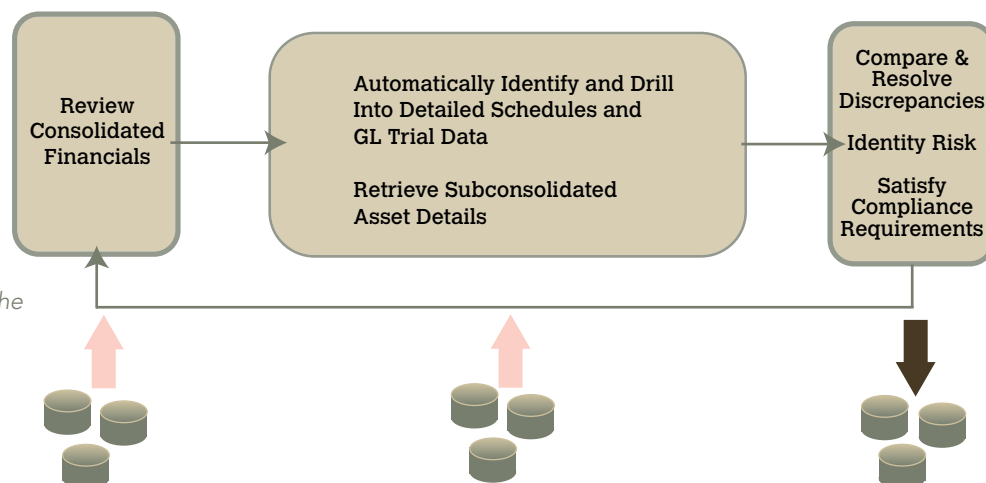 Review
Consolidated
Financials
Automatically Identify and Drill
Into Detailed Schedules and
GL Trial Data
Retrieve Subconsolidated
Asset Details
Compare &
Resolve
Discrepancies
Identity Risk
Satisfy
Compliance
Requirements